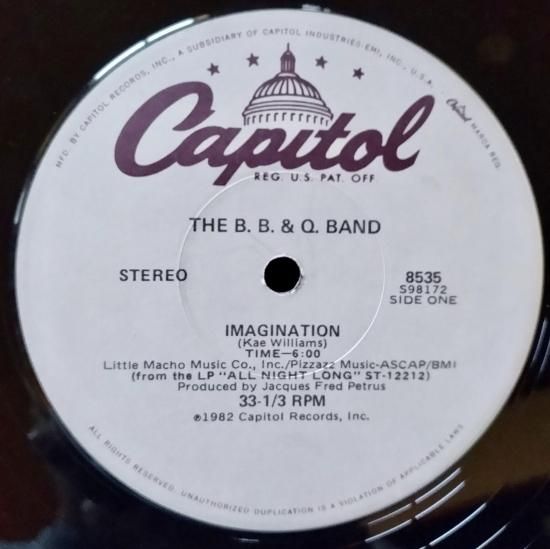 MFD. BY CAPITOL RECORDS, INC., A SUBSIDIARY OF CAPITOL INDUSTRIES-EMI, INC., U.S.A.
Capitol MARCA REG.
Capitol
REG. U.S. PAT. OFF
THE B. B. & Q. BAND
STEREO
8535
S98172
SIDE ONE
IMAGINATION
(Kae Williams)
TIME—6:00
Little Macho Music Co., Inc./Pizzazz Music-ASCAP/BMI
(from the LP "ALL NIGHT LONG" ST-12212)
Produced by Jacques Fred Petrus
33-1/3 RPM
℗1982 Capitol Records, Inc.
ALL RIGHTS RESERVED. UNAUTHORIZED DUPLICATION IS A VIOLATION OF APPLICABLE LAWS